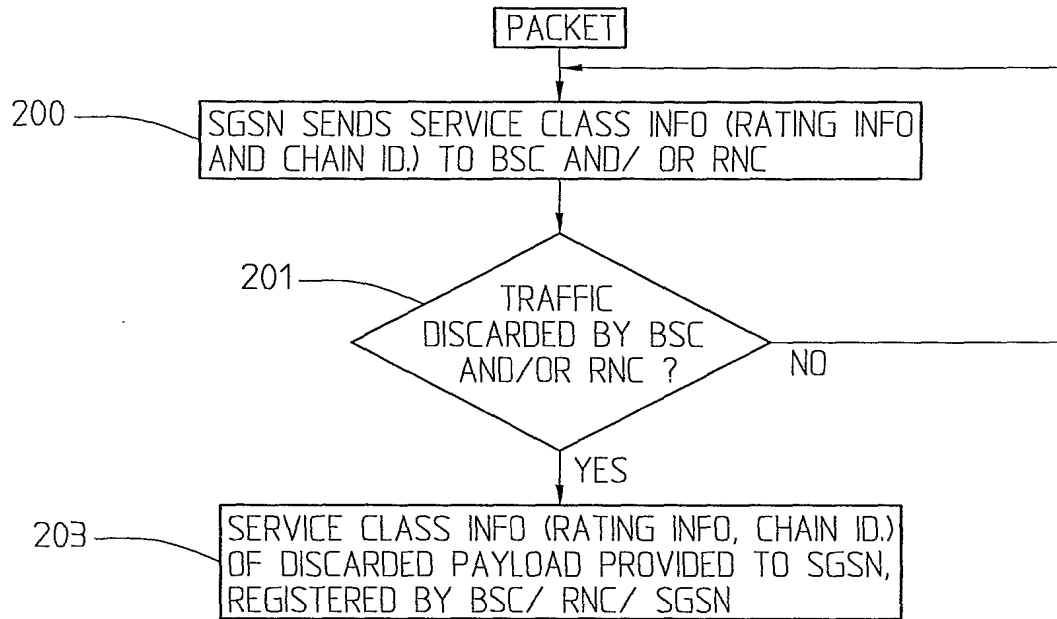 PACKET
200
SGSN SENDS SERVICE CLASS INFO (RATING INFO
AND CHAIN ID.) TO BSC AND/ OR RNC
201
TRAFFIC
DISCARDED BY BSC
AND/OR RNC ?
NO
YES
203
SERVICE CLASS INFO (RATING INFO, CHAIN ID.)
OF DISCARDED PAYLOAD PROVIDED TO SGSN,
REGISTERED BY BSC/ RNC/ SGSN